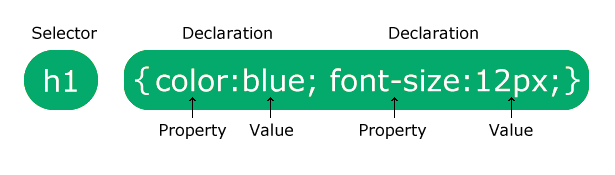 Selector Declaration Declaration
h1 {color:blue; font-size:12px;}
Property Value Property Value